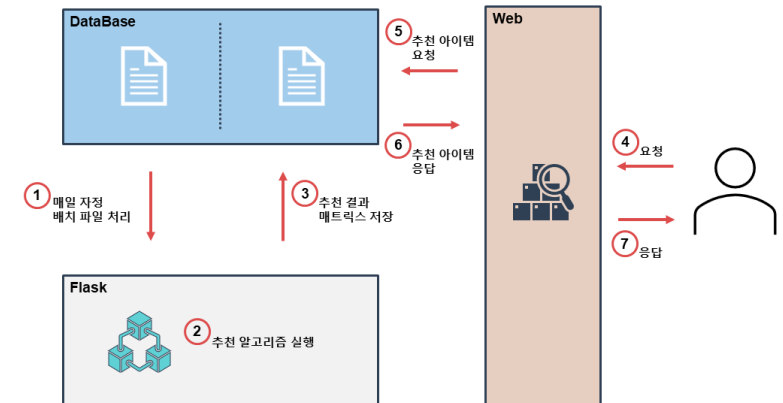 DataBase
Web
5
추천 아이템
요청
6
추천 아이템
응답
4
요청
1
매일 자정
배치 파일 처리
3
추천 결과
매트릭스 저장
7
응답
Flask
2
추천 알고리즘 실행